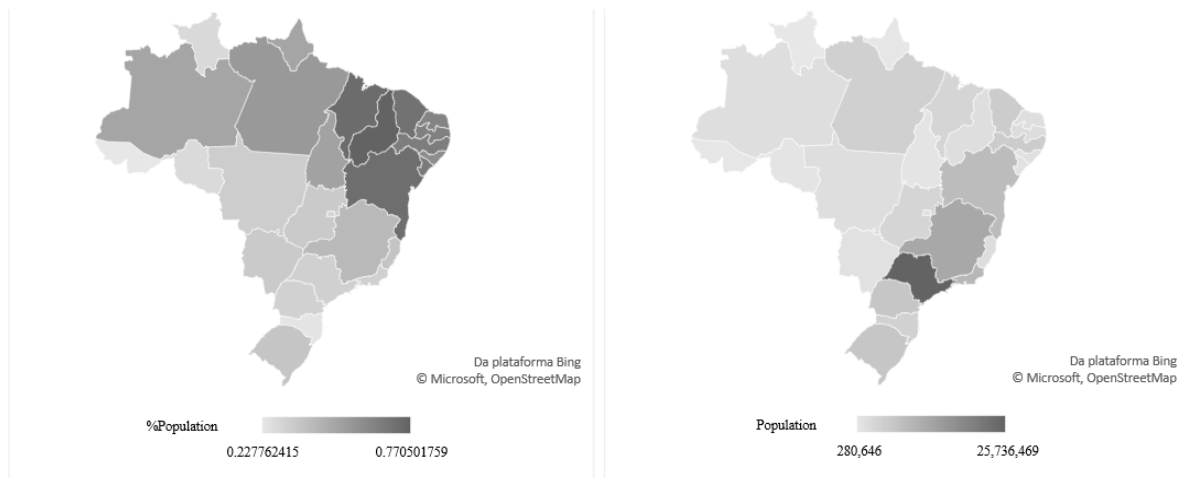 Da plataforma Bing
© Microsoft, OpenStreetMap
%Population
0.227762415 0.770501759
Da plataforma Bing
© Microsoft, OpenStreetMap
Population
280,646 25,736,469